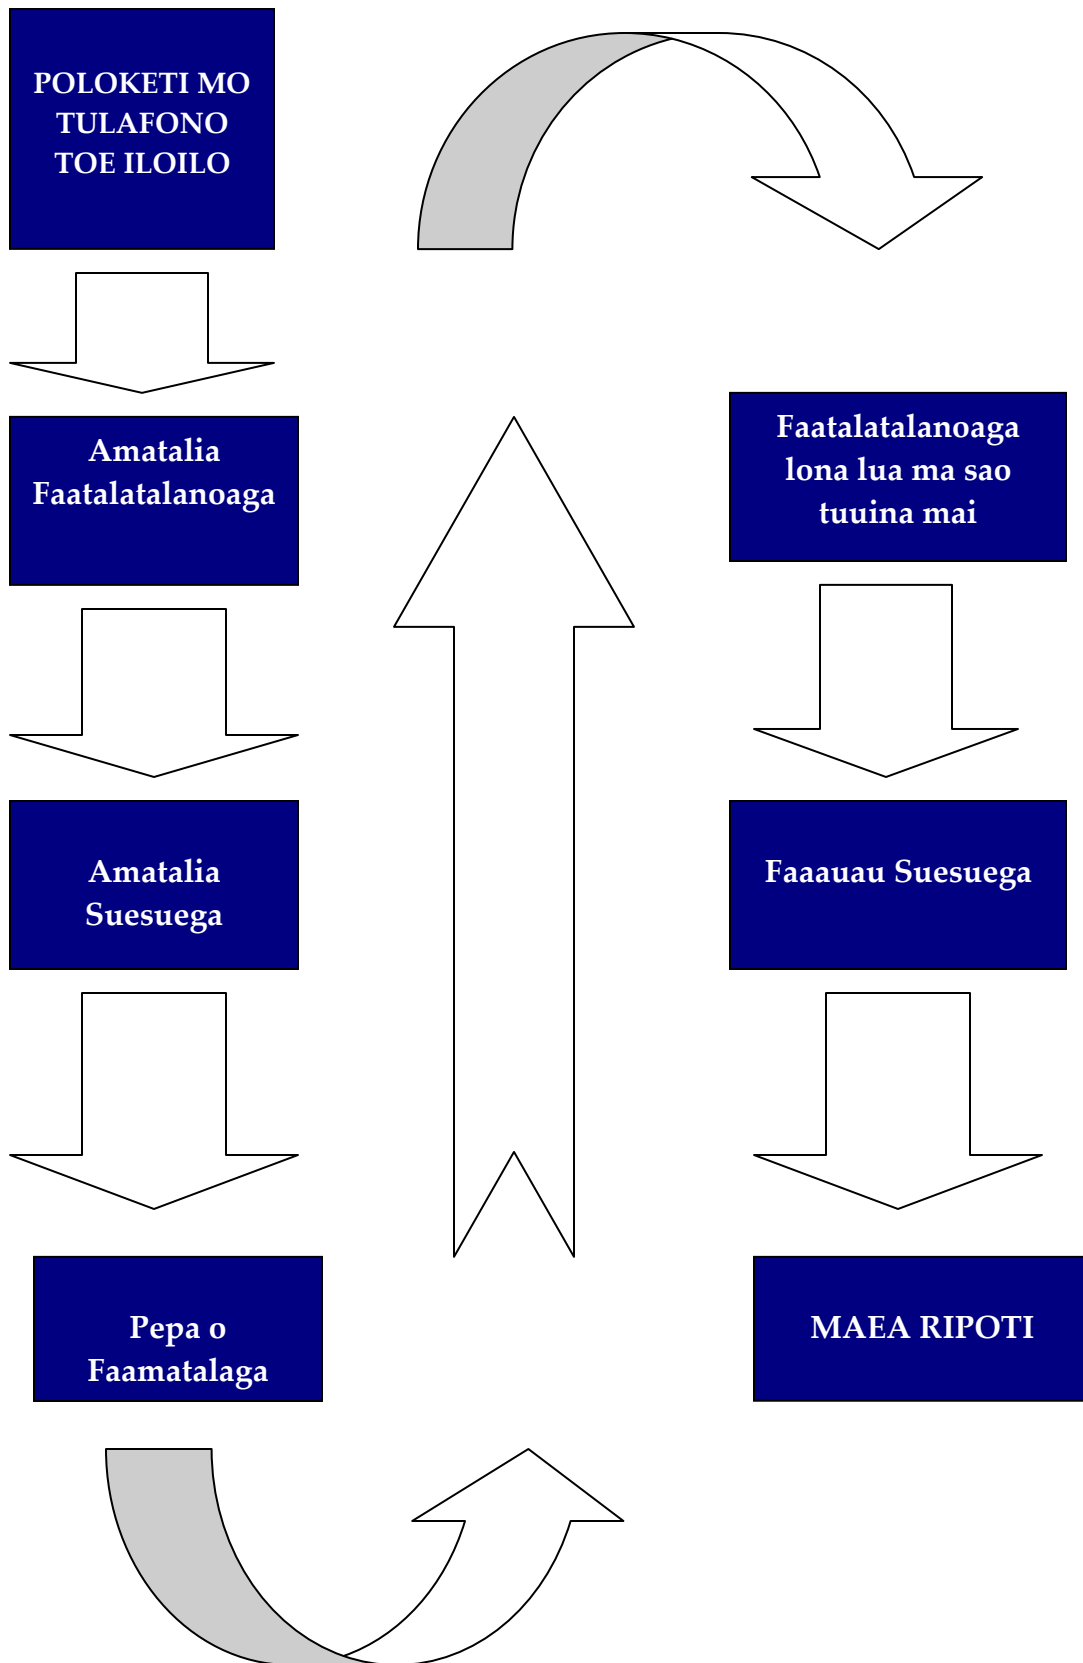 POLOKETI MO
TULAFONO
TOE ILOILO
Amatalia
Faatalatalanoaga
Amatalia
Suesuega
Pepa o
Faamatalaga
Faatalatalanoaga
lona lua ma sao
tuuina mai
Faaauau Suesuega
MAEA RIPOTI